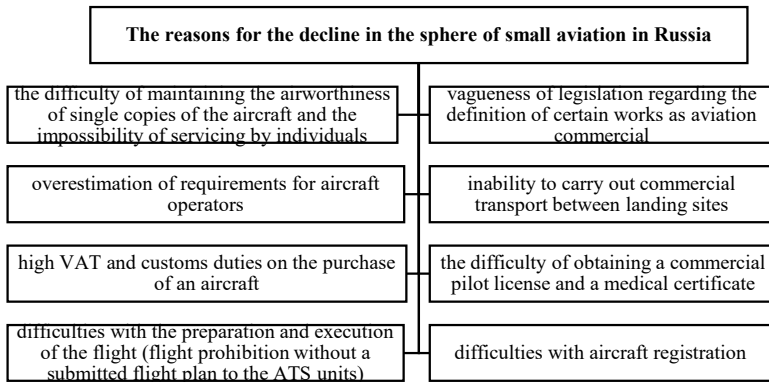 The reasons for the decline in the sphere of small aviation in Russia
the difficulty of maintaining the airworthiness
of single copies of the aircraft and the
impossibility of servicing by individuals
vagueness of legislation regarding the
definition of certain works as aviation
commercial
overestimation of requirements for aircraft
operators
inability to carry out commercial
transport between landing sites
high VAT and customs duties on the purchase
of an aircraft
the difficulty of obtaining a commercial
pilot license and a medical certificate
difficulties with the preparation and execution
of the flight (flight prohibition without a
submitted flight plan to the ATS units)
difficulties with aircraft registration